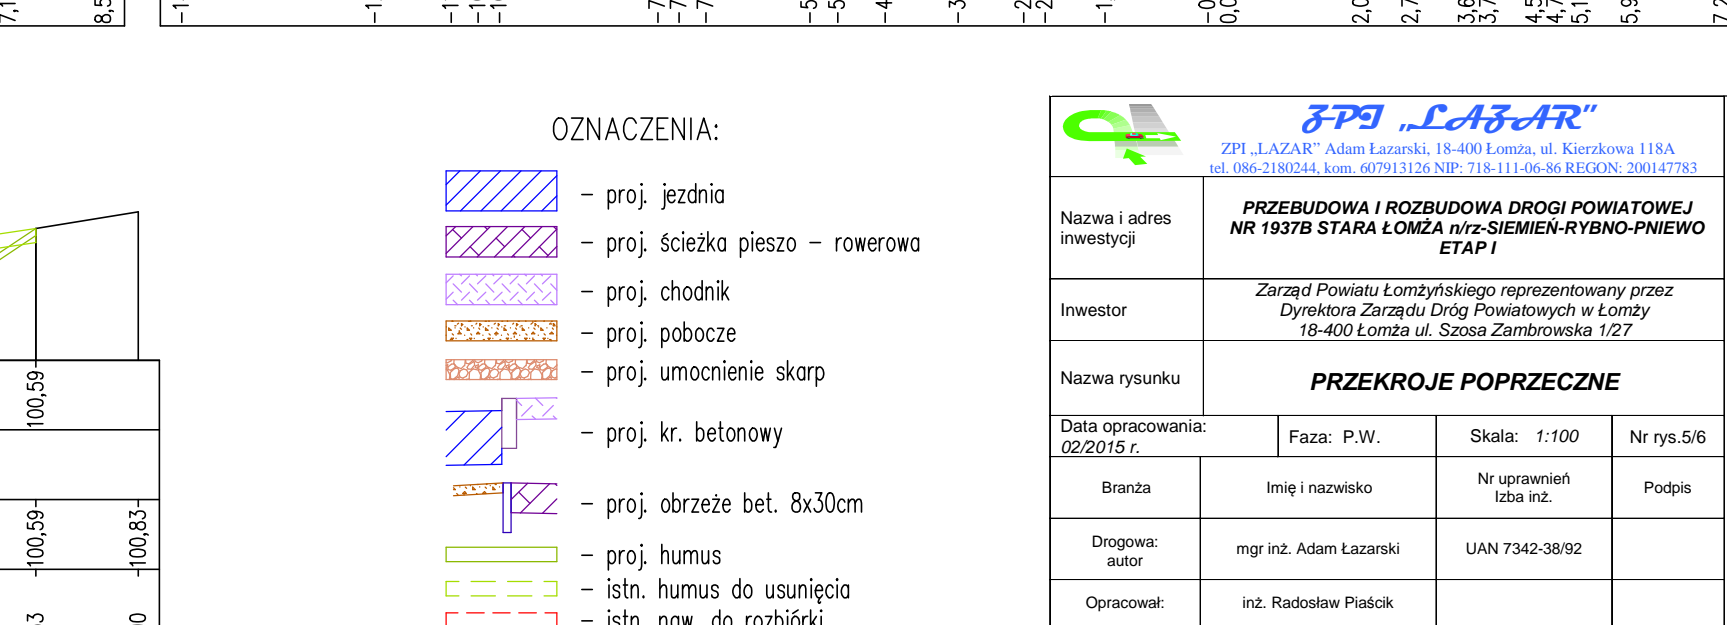 OZNACZENIA:
– proj. jezdnia
– proj. ścieżka pieszo – rowerowa
– proj. chodnik
– proj. pobocze
– proj. umocnienie skarp
– proj. kr. betonowy
– proj. obrzeże bet. 8x30cm
– proj. humus
– istn. humus do usunięcia
– istn. naw. do rozbiórki
100,59
100,59
100,83
ZPI „LAZAR”
ZPI „LAZAR” Adam Łazarski, 18-400 Łomża, ul. Kierzkowa 118A
tel. 086-2180244, kom. 607913126 NIP: 718-111-06-86 REGON: 200147783
Nazwa i adres
inwestycji
PRZEBUDOWA I ROZBUDOWA DROGI POWIATOWEJ
NR 1937B STARA ŁOMŻA n/rz-SIEMIEŃ-RYBNO-PNIEWO
ETAP I
Inwestor
Zarząd Powiatu Łomżyńskiego reprezentowany przez
Dyrektora Zarządu Dróg Powiatowych w Łomży
18-400 Łomża ul. Szosa Zambrowska 1/27
Nazwa rysunku
PRZEKROJE POPRZECZNE
Data opracowania:
02/2015 r.
Faza: P.W.
Skala: 1:100
Nr rys.5/6
Branża
Imię i nazwisko
Nr uprawnień
Izba inż.
Podpis
Drogowa:
autor
mgr inż. Adam Łazarski
UAN 7342-38/92
Opracował:
inż. Radosław Piaścik